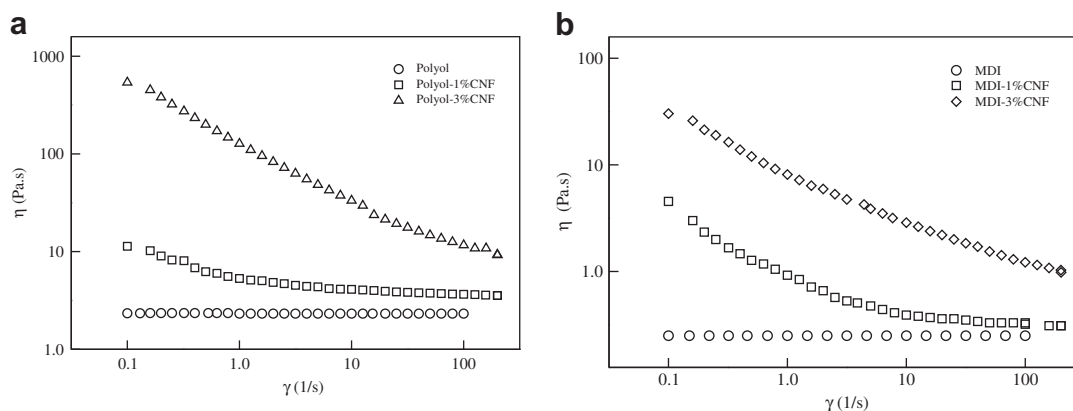 a
1000
100
10
1.0
η (Pa.s)
Polyol
Polyol-1%CNF
Polyol-3%CNF
0.1 1.0 10 100
γ (1/s)
b
100
10
1.0
η (Pa.s)
MDI
MDI-1%CNF
MDI-3%CNF
0.1 1.0 10 100
γ (1/s)